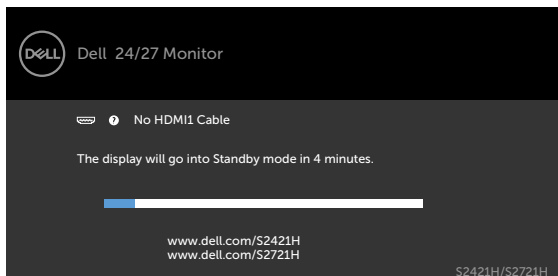 DELL
Dell 24/27 Monitor
? No HDMI1 Cable
The display will go into Standby mode in 4 minutes.
www.dell.com/S2421H
www.dell.com/S2721H
S2421H/S2721H